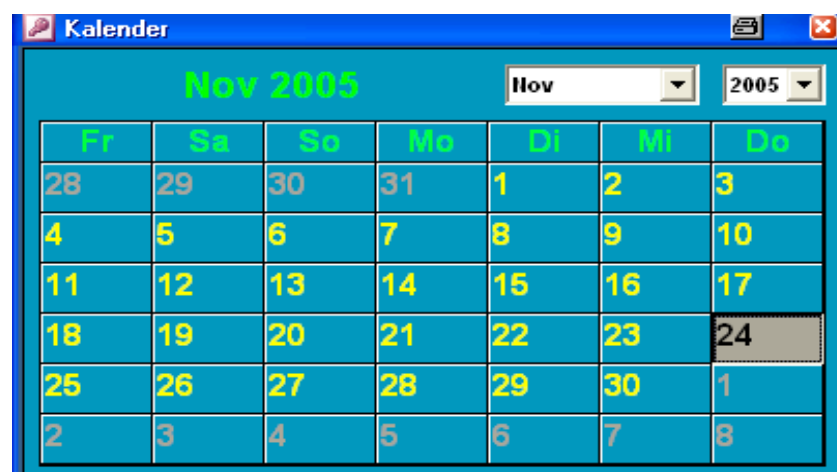 Kalender
Nov 2005 Nov 2005
Fr Sa So Mo Di Mi Do
28 29 30 31 1 2 3
4 5 6 7 8 9 10
11 12 13 14 15 16 17
18 19 20 21 22 23 24
25 26 27 28 29 30 1
2 3 4 5 6 7 8